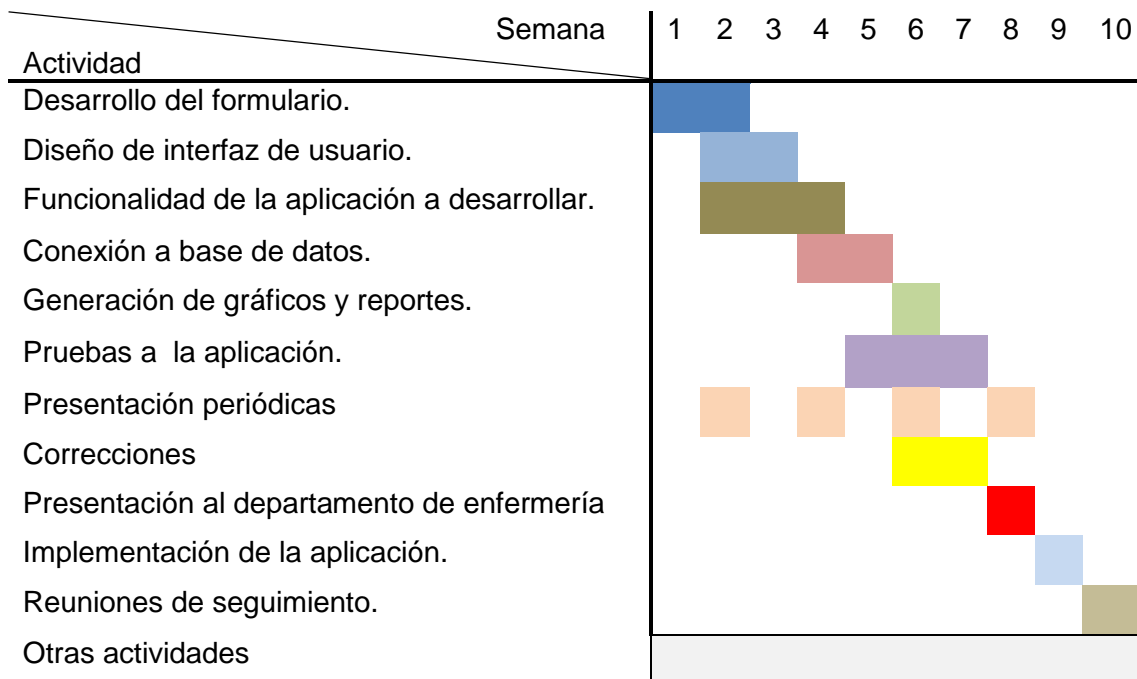 Semana 1 2 3 4 5 6 7 8 9 10
Actividad
Desarrollo del formulario.
Diseño de interfaz de usuario.
Funcionalidad de la aplicación a desarrollar.
Conexión a base de datos.
Generación de gráficos y reportes.
Pruebas a  la aplicación.
Presentación periódicas
Correcciones
Presentación al departamento de enfermería
Implementación de la aplicación.
Reuniones de seguimiento.
Otras actividades